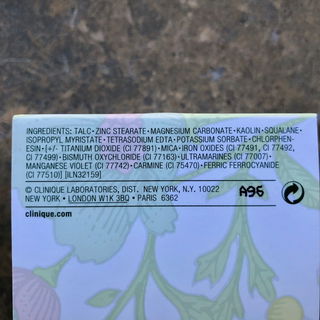 INGREDIENTS: TALC • ZINC STEARATE • MAGNESIUM CARBONATE • KAOLIN • SQUALANE •
ISOPROPYL MYRISTATE • TETRASODIUM EDTA • POTASSIUM SORBATE • CHLORPHEN-
ESIN • [+/- TITANIUM DIOXIDE (CI 77891) • MICA • IRON OXIDES (CI 77491, CI 77492,
CI 77499) • BISMUTH OXYCHLORIDE (CI 77163) • ULTRAMARINES (CI 77007) •
MANGANESE VIOLET (CI 77742) • CARMINE (CI 75470) • FERRIC FERROCYANIDE
(CI 77510)] [ILN32159]
© CLINIQUE LABORATORIES, DIST. NEW YORK, N.Y. 10022
NEW YORK • LONDON W1K 3BQ • PARIS 6362
A96
clinique.com